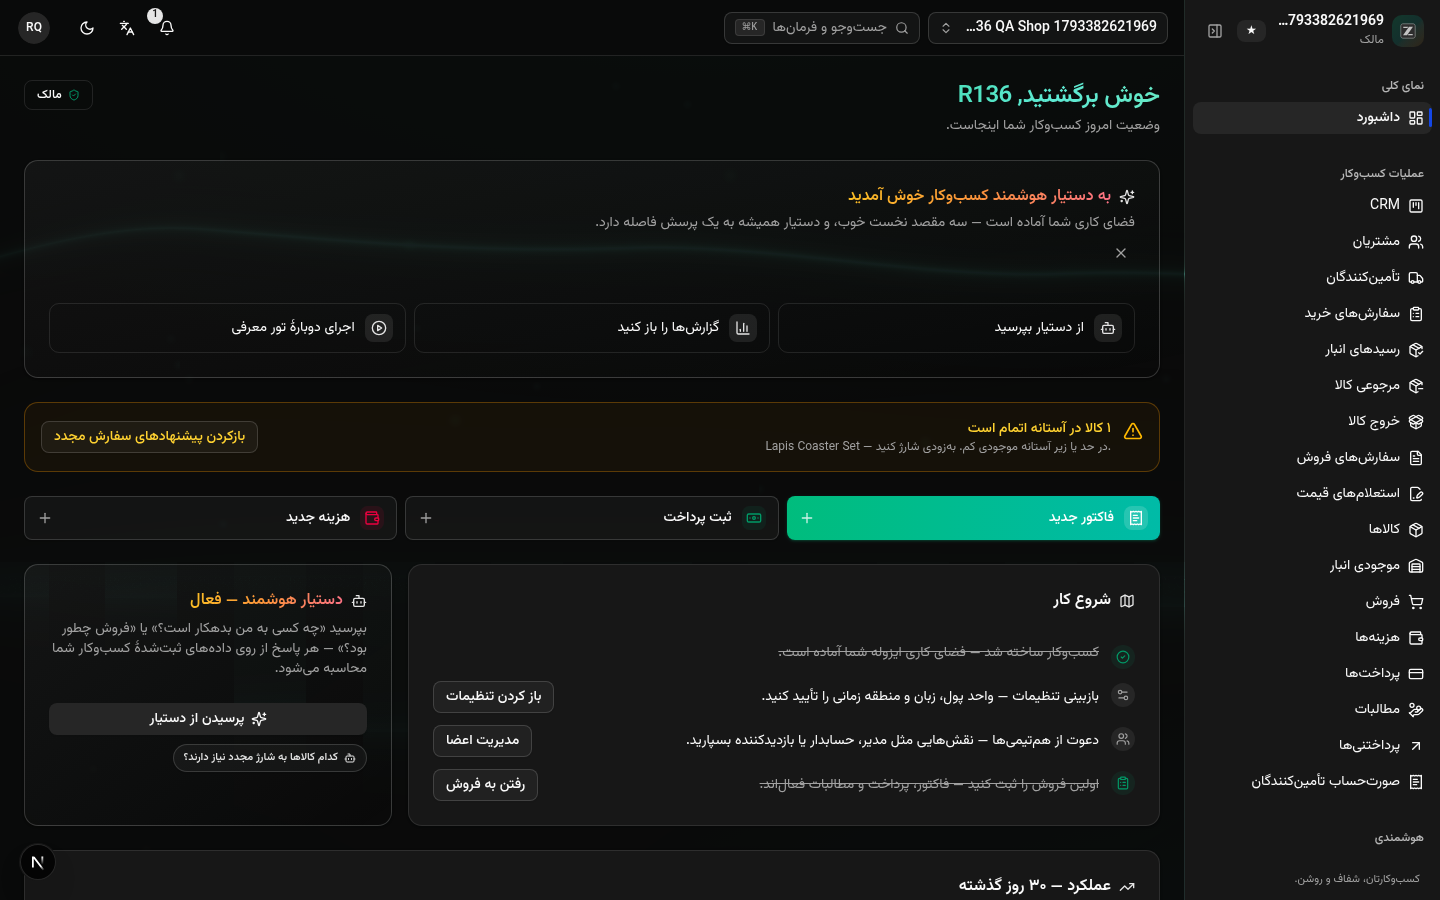 …793382621969
مالک
نمای کلی
داشبورد
عملیات کسب‌وکار
CRM
مشتریان
تأمین‌کنندگان
سفارش‌های خرید
رسیدهای انبار
مرجوعی کالا
خروج کالا
سفارش‌های فروش
استعلام‌های قیمت
کالاها
موجودی انبار
فروش
هزینه‌ها
پرداخت‌ها
مطالبات
پرداختنی‌ها
صورت‌حساب تأمین‌کنندگان
هوشمندی
کسب‌وکارتان، شفاف و روشن.
…36 QA Shop 1793382621969
جست‌وجو و فرمان‌ها
⌘K
1
RQ
خوش برگشتید, R136
وضعیت امروز کسب‌وکار شما اینجاست.
مالک
به دستیار هوشمند کسب‌وکار خوش آمدید
فضای کاری شما آماده است — سه مقصد نخست خوب، و دستیار همیشه به یک پرسش فاصله دارد.
از دستیار بپرسید
گزارش‌ها را باز کنید
اجرای دوبارهٔ تور معرفی
۱ کالا در آستانه اتمام است
Lapis Coaster Set — در حد یا زیر آستانه موجودی کم. به‌زودی شارژ کنید.
بازکردن پیشنهادهای سفارش مجدد
فاکتور جدید
ثبت پرداخت
هزینه جدید
شروع کار
کسب‌وکار ساخته شد — فضای کاری ایزوله شما آماده است.
بازبینی تنظیمات — واحد پول، زبان و منطقه زمانی را تأیید کنید.
باز کردن تنظیمات
دعوت از هم‌تیمی‌ها — نقش‌هایی مثل مدیر، حسابدار یا بازدیدکننده بسپارید.
مدیریت اعضا
اولین فروش را ثبت کنید — فاکتور، پرداخت و مطالبات فعال‌اند.
رفتن به فروش
دستیار هوشمند — فعال
بپرسید «چه کسی به من بدهکار است؟» یا «فروش چطور
بود؟» — هر پاسخ از روی داده‌های ثبت‌شدهٔ کسب‌وکار شما
محاسبه می‌شود.
پرسیدن از دستیار
کدام کالاها به شارژ مجدد نیاز دارند؟
عملکرد — ۳۰ روز گذشته